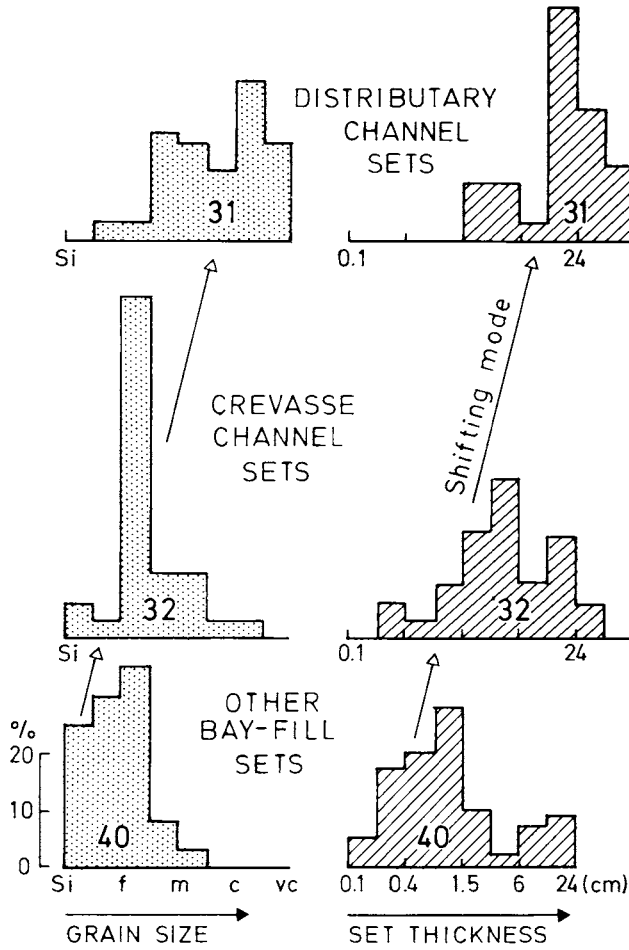 DISTRIBUTARY
CHANNEL
SETS
31
31
Si
0.1
24
Shifting mode
CREVASSE
CHANNEL
SETS
32
32
Si
0.1
24
OTHER
BAY-FILL
SETS
%
20
10
0
40
40
Si f m c vc
0.1 0.4 1.5 6 24 (cm)
GRAIN SIZE
SET THICKNESS